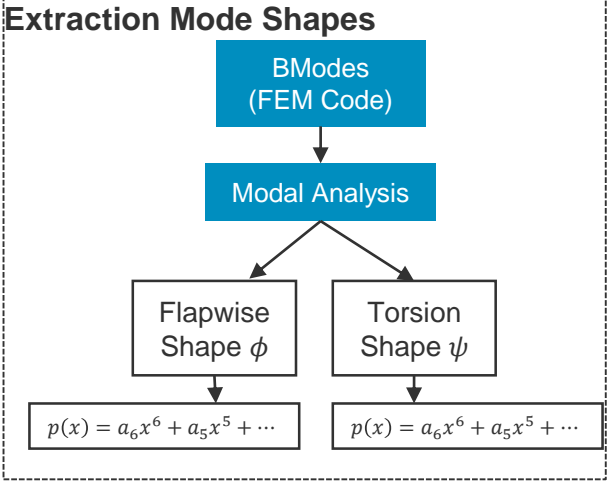 Extraction Mode Shapes
BModes
(FEM Code)
Modal Analysis
Flapwise
Shape ϕ
Torsion
Shape ψ
p(x) = a₆x⁶ + a₅x⁵ + ⋯
p(x) = a₆x⁶ + a₅x⁵ + ⋯